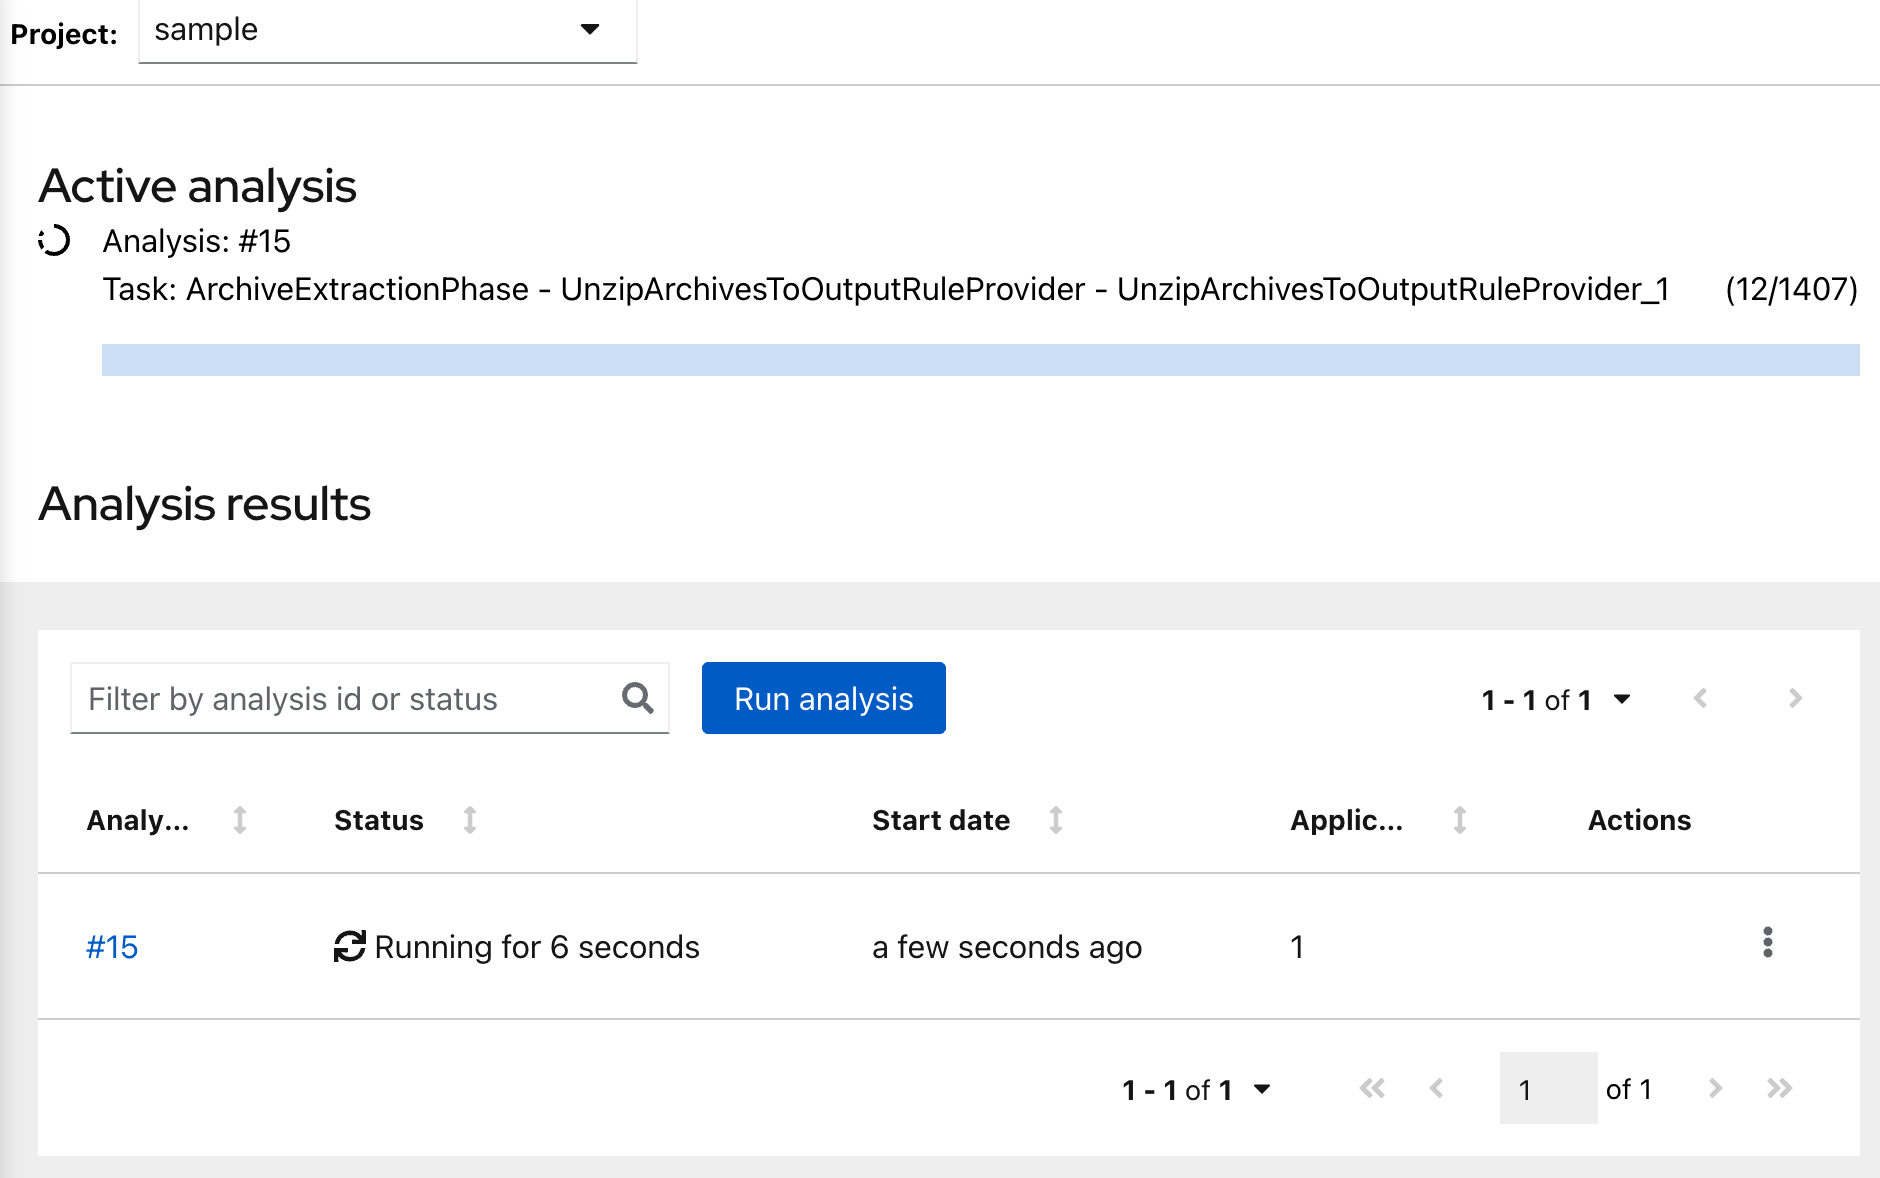 Project: sample
Active analysis
Analysis: #15
Task: ArchiveExtractionPhase - UnzipArchivesToOutputRuleProvider - UnzipArchivesToOutputRuleProvider_1 (12/1407)
Analysis results
Filter by analysis id or status Run analysis 1 - 1 of 1
Analy... Status Start date Applic... Actions
#15 Running for 6 seconds a few seconds ago 1
1 - 1 of 1 1 of 1